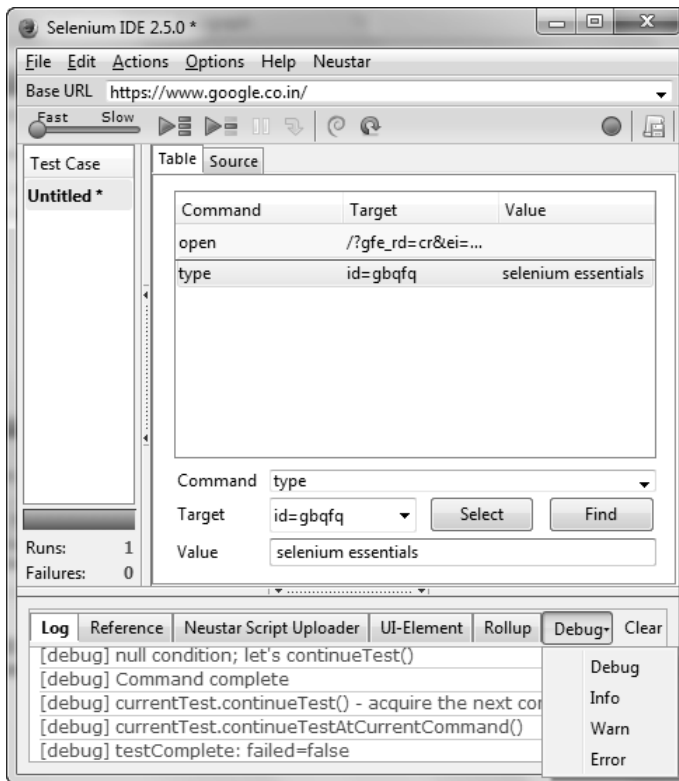 Selenium IDE 2.5.0 *
File Edit Actions Options Help Neustar
Base URL https://www.google.co.in/
Fast Slow
Test Case
Untitled *
Table Source
Command Target Value
open /?gfe_rd=cr&ei=...
type id=gbqfq selenium essentials
Command type
Target id=gbqfq Select Find
Value selenium essentials
Runs: 1
Failures: 0
Log Reference Neustar Script Uploader UI-Element Rollup Debug Clear
[debug] null condition; let's continueTest()
[debug] Command complete
[debug] currentTest.continueTest() - acquire the next cor
[debug] currentTest.continueTestAtCurrentCommand()
[debug] testComplete: failed=false
Debug
Info
Warn
Error